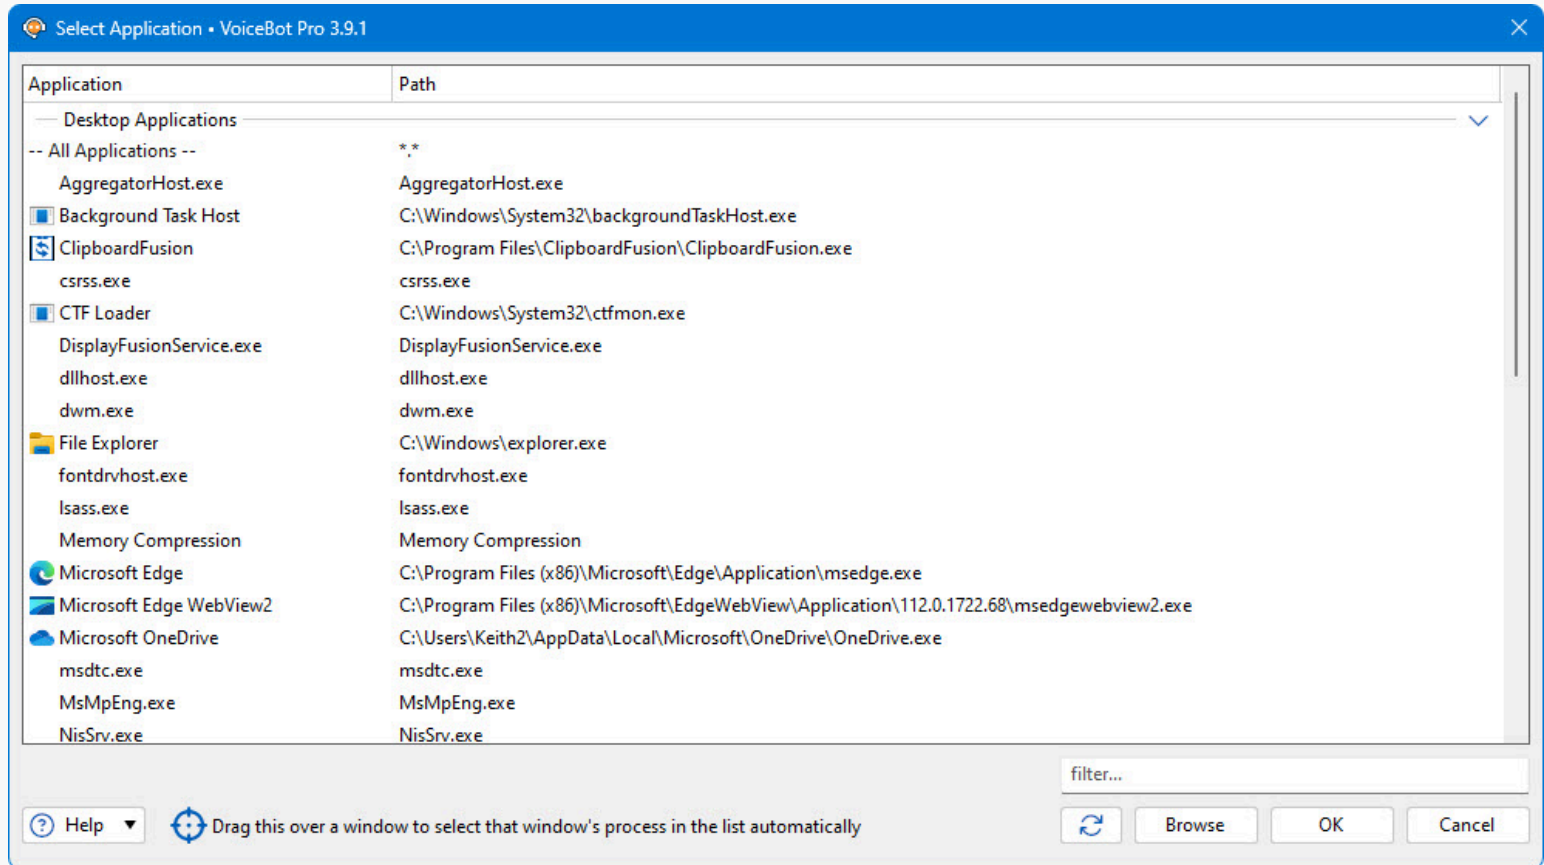 Select Application • VoiceBot Pro 3.9.1
Application Path
Desktop Applications
-- All Applications -- *.*
AggregatorHost.exe AggregatorHost.exe
Background Task Host C:\Windows\System32\backgroundTaskHost.exe
ClipboardFusion C:\Program Files\ClipboardFusion\ClipboardFusion.exe
csrss.exe csrss.exe
CTF Loader C:\Windows\System32\ctfmon.exe
DisplayFusionService.exe DisplayFusionService.exe
dllhost.exe dllhost.exe
dwm.exe dwm.exe
File Explorer C:\Windows\explorer.exe
fontdrvhost.exe fontdrvhost.exe
lsass.exe lsass.exe
Memory Compression Memory Compression
Microsoft Edge C:\Program Files (x86)\Microsoft\Edge\Application\msedge.exe
Microsoft Edge WebView2 C:\Program Files (x86)\Microsoft\EdgeWebView\Application\112.0.1722.68\msedgewebview2.exe
Microsoft OneDrive C:\Users\Keith2\AppData\Local\Microsoft\OneDrive\OneDrive.exe
msdtc.exe msdtc.exe
MsMpEng.exe MsMpEng.exe
NisSrv.exe NisSrv.exe
filter...
Help Drag this over a window to select that window's process in the list automatically Browse OK Cancel